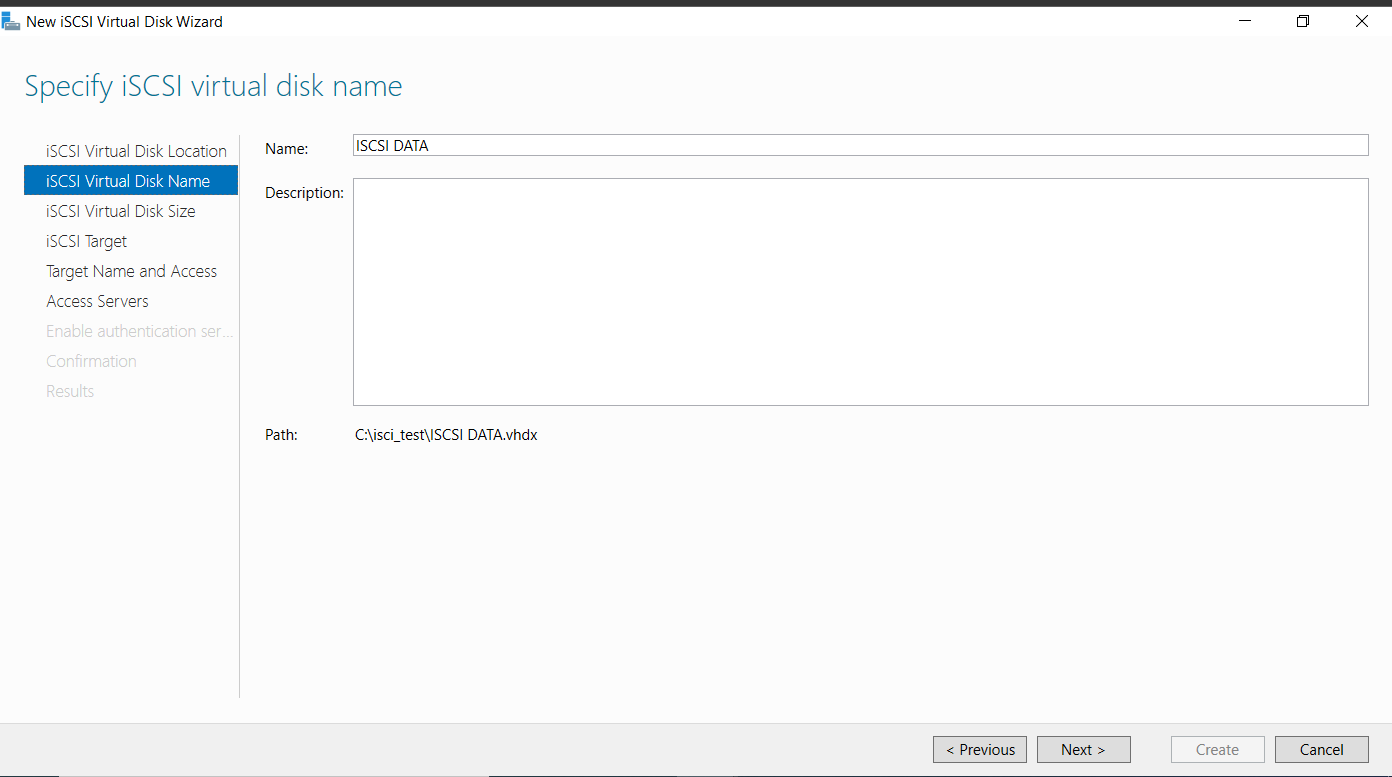 New iSCSI Virtual Disk Wizard
Specify iSCSI virtual disk name
iSCSI Virtual Disk Location
iSCSI Virtual Disk Name
iSCSI Virtual Disk Size
iSCSI Target
Target Name and Access
Access Servers
Enable authentication ser...
Confirmation
Results
Name: ISCSI DATA
Description:
Path: C:\isci_test\ISCSI DATA.vhdx
< Previous Next > Create Cancel